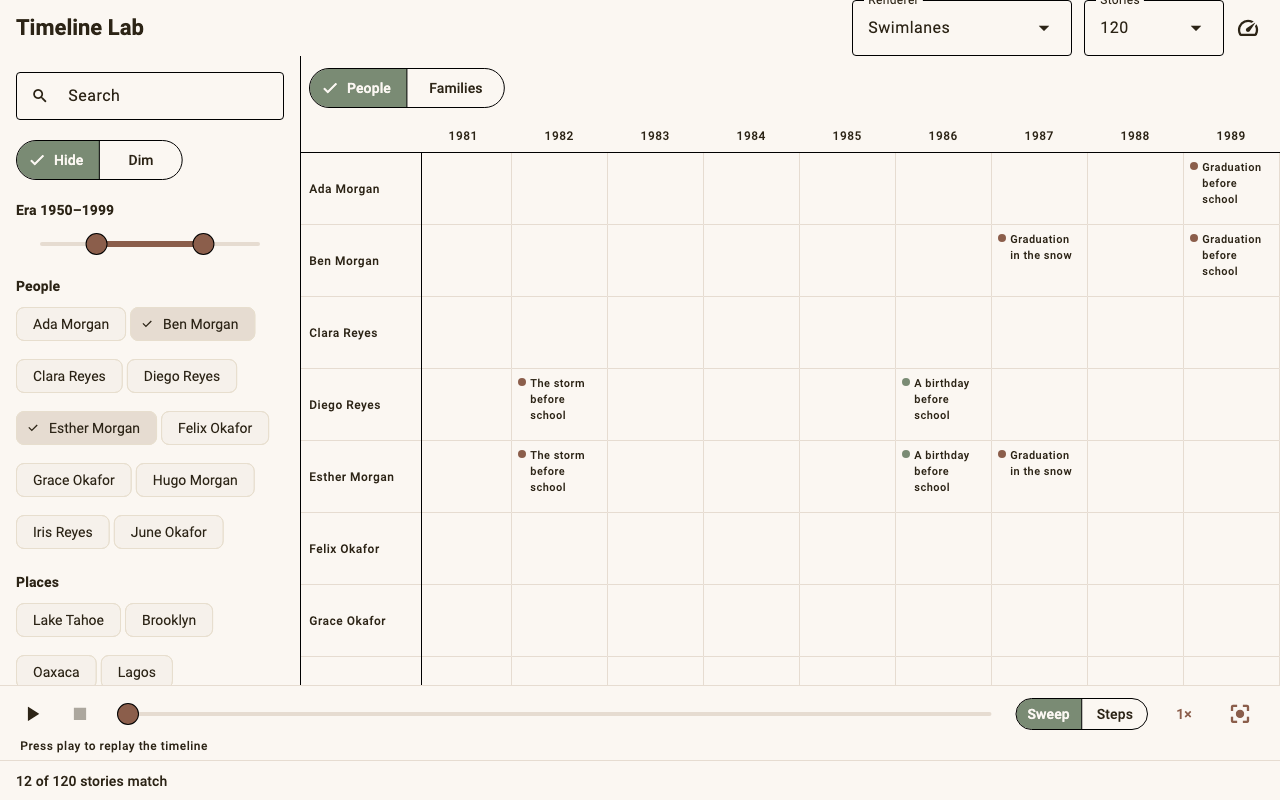 Timeline Lab
Renderer
Swimlanes
Stories
120
Search
Hide
Dim
Era 1950–1999
People
Ada Morgan
Ben Morgan
Clara Reyes
Diego Reyes
Esther Morgan
Felix Okafor
Grace Okafor
Hugo Morgan
Iris Reyes
June Okafor
Places
Lake Tahoe
Brooklyn
Oaxaca
Lagos
People
Families
1981 1982 1983 1984 1985 1986 1987 1988 1989
Ada Morgan
Graduation
before
school
Ben Morgan
Graduation
in the snow
Graduation
before
school
Clara Reyes
Diego Reyes
The storm
before
school
A birthday
before
school
Esther Morgan
The storm
before
school
A birthday
before
school
Graduation
in the snow
Felix Okafor
Grace Okafor
Sweep
Steps
1×
Press play to replay the timeline
12 of 120 stories match